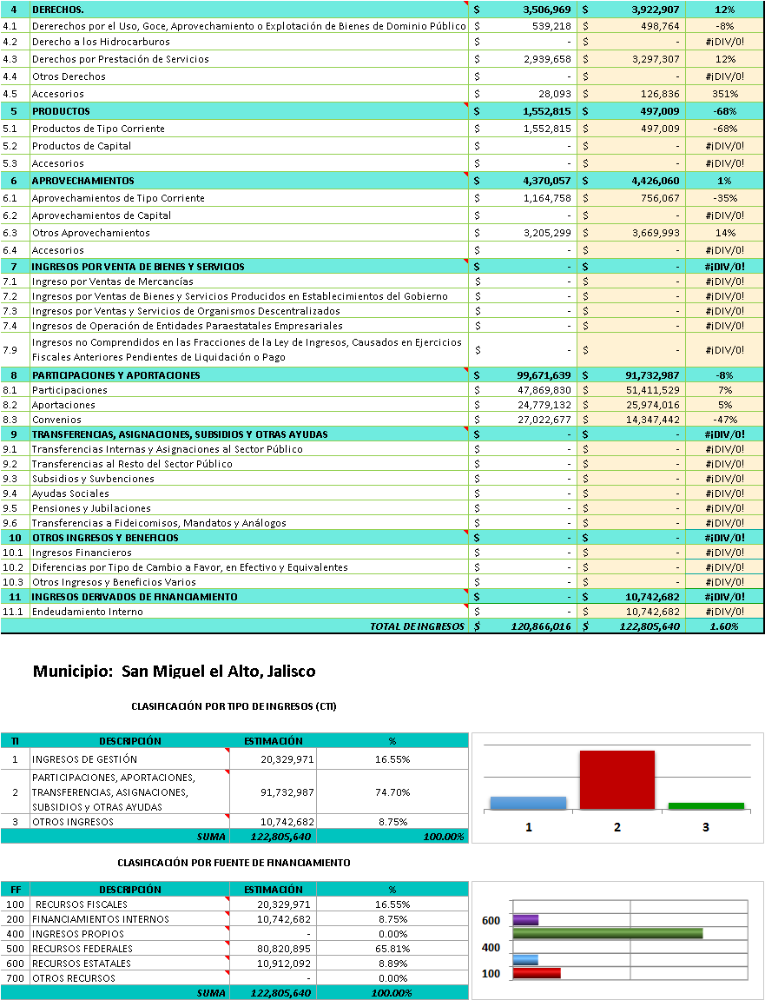 4 DERECHOS. $ 3,506,969 $ 3,922,907 12%
4.1 Dererechos por el Uso, Goce, Aprovechamiento o Explotación de Bienes de Dominio Público $ 539,218 $ 498,764 -8%
4.2 Derecho a los Hidrocarburos $ - $ - #¡DIV/0!
4.3 Derechos por Prestación de Servicios $ 2,939,658 $ 3,297,307 12%
4.4 Otros Derechos $ - $ - #¡DIV/0!
4.5 Accesorios $ 28,093 $ 126,836 351%
5 PRODUCTOS $ 1,552,815 $ 497,009 -68%
5.1 Productos de Tipo Corriente $ 1,552,815 $ 497,009 -68%
5.2 Productos de Capital $ - $ - #¡DIV/0!
5.3 Accesorios $ - $ - #¡DIV/0!
6 APROVECHAMIENTOS $ 4,370,057 $ 4,426,060 1%
6.1 Aprovechamientos de Tipo Corriente $ 1,164,758 $ 756,067 -35%
6.2 Aprovechamientos de Capital $ - $ - #¡DIV/0!
6.3 Otros Aprovechamientos $ 3,205,299 $ 3,669,993 14%
6.4 Accesorios $ - $ - #¡DIV/0!
7 INGRESOS POR VENTA DE BIENES Y SERVICIOS $ - $ - #¡DIV/0!
7.1 Ingreso por Ventas de Mercancías $ - $ - #¡DIV/0!
7.2 Ingresos por Ventas de Bienes y Servicios Producidos en Establecimientos del Gobierno $ - $ - #¡DIV/0!
7.3 Ingresos por Ventas y Servicios de Organismos Descentralizados $ - $ - #¡DIV/0!
7.4 Ingresos de Operación de Entidades Paraestatales Empresariales $ - $ - #¡DIV/0!
7.9 Ingresos no Comprendidos en las Fracciones de la Ley de Ingresos, Causados en Ejercicios
Fiscales Anteriores Pendientes de Liquidación o Pago $ - $ - #¡DIV/0!
8 PARTICIPACIONES Y APORTACIONES $ 99,671,639 $ 91,732,987 -8%
8.1 Participaciones $ 47,869,830 $ 51,411,529 7%
8.2 Aportaciones $ 24,779,132 $ 25,974,016 5%
8.3 Convenios $ 27,022,677 $ 14,347,442 -47%
9 TRANSFERENCIAS, ASIGNACIONES, SUBSIDIOS Y OTRAS AYUDAS $ - $ - #¡DIV/0!
9.1 Transferencias Internas y Asignaciones al Sector Público $ - $ - #¡DIV/0!
9.2 Transferencias al Resto del Sector Público $ - $ - #¡DIV/0!
9.3 Subsidios y Suvbenciones $ - $ - #¡DIV/0!
9.4 Ayudas Sociales $ - $ - #¡DIV/0!
9.5 Pensiones y Jubilaciones $ - $ - #¡DIV/0!
9.6 Transferencias a Fideicomisos, Mandatos y Análogos $ - $ - #¡DIV/0!
10 OTROS INGRESOS Y BENEFICIOS $ - $ - #¡DIV/0!
10.1 Ingresos Financieros $ - $ - #¡DIV/0!
10.2 Diferencias por Tipo de Cambio a Favor, en Efectivo y Equivalentes $ - $ - #¡DIV/0!
10.3 Otros Ingresos y Beneficios Varios $ - $ - #¡DIV/0!
11 INGRESOS DERIVADOS DE FINANCIAMIENTO $ - $ 10,742,682 #¡DIV/0!
11.1 Endeudamiento Interno $ - $ 10,742,682 #¡DIV/0!
TOTAL DE INGRESOS $ 120,866,016 $ 122,805,640 1.60%
Municipio: San Miguel el Alto, Jalisco
CLASIFICACIÓN POR TIPO DE INGRESOS (CTI)
TI DESCRIPCIÓN ESTIMACIÓN %
1 INGRESOS DE GESTIÓN 20,329,971 16.55%
2 PARTICIPACIONES, APORTACIONES,
TRANSFERENCIAS, ASIGNACIONES,
SUBSIDIOS y OTRAS AYUDAS 91,732,987 74.70%
3 OTROS INGRESOS 10,742,682 8.75%
SUMA 122,805,640 100.00%
1 2 3
CLASIFICACIÓN POR FUENTE DE FINANCIAMIENTO
FF DESCRIPCIÓN ESTIMACIÓN %
100 RECURSOS FISCALES 20,329,971 16.55%
200 FINANCIAMIENTOS INTERNOS 10,742,682 8.75%
400 INGRESOS PROPIOS - 0.00%
500 RECURSOS FEDERALES 80,820,895 65.81%
600 RECURSOS ESTATALES 10,912,092 8.89%
700 OTROS RECURSOS - 0.00%
SUMA 122,805,640 100.00%
600
400
100